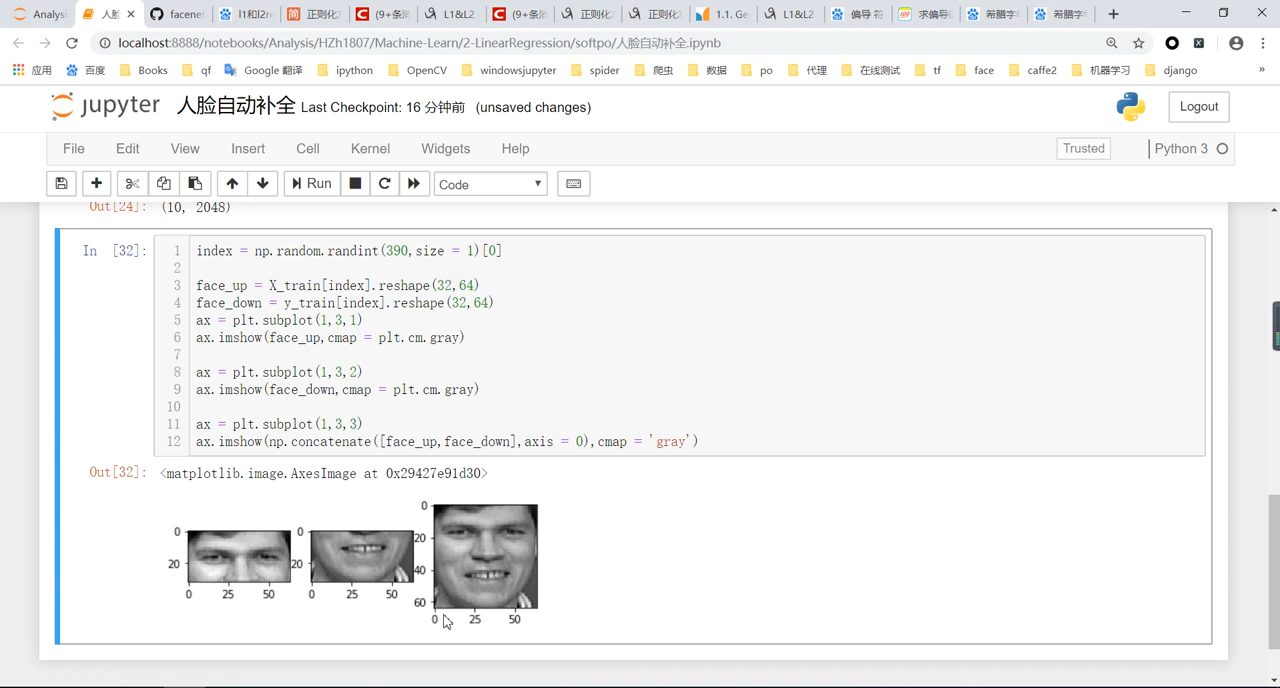 Analysi
人脸
facenet
l1和l2re
正则化方
(9+条消
L1&L2
(9+条消
正则化
正则化
1.1. Ge
L1&L2
偏导 符
求偏导
希腊字
希腊字
localhost:8888/notebooks/Analysis/HZh1807/Machine-Learn/2-LinearRegression/softpo/人脸自动补全.ipynb
应用 百度 Books qf Google 翻译 ipython OpenCV windowsjupyter spider 爬虫 数据 po 代理 在线测试 tf face caffe2 机器学习 django »
jupyter 人脸自动补全 Last Checkpoint: 16 分钟前 (unsaved changes)
Logout
File Edit View Insert Cell Kernel Widgets Help
Trusted
Python 3
Run
Code
Out[24]: (10, 2048)
In [32]:
1 index = np.random.randint(390,size = 1)[0]
2
3 face_up = X_train[index].reshape(32,64)
4 face_down = y_train[index].reshape(32,64)
5 ax = plt.subplot(1,3,1)
6 ax.imshow(face_up,cmap = plt.cm.gray)
7
8 ax = plt.subplot(1,3,2)
9 ax.imshow(face_down,cmap = plt.cm.gray)
10
11 ax = plt.subplot(1,3,3)
12 ax.imshow(np.concatenate([face_up,face_down],axis = 0),cmap = 'gray')
Out[32]: <matplotlib.image.AxesImage at 0x29427e91d30>
0
20
0 25 50
0
20
0 25 50
0
20
40
60
0 25 50